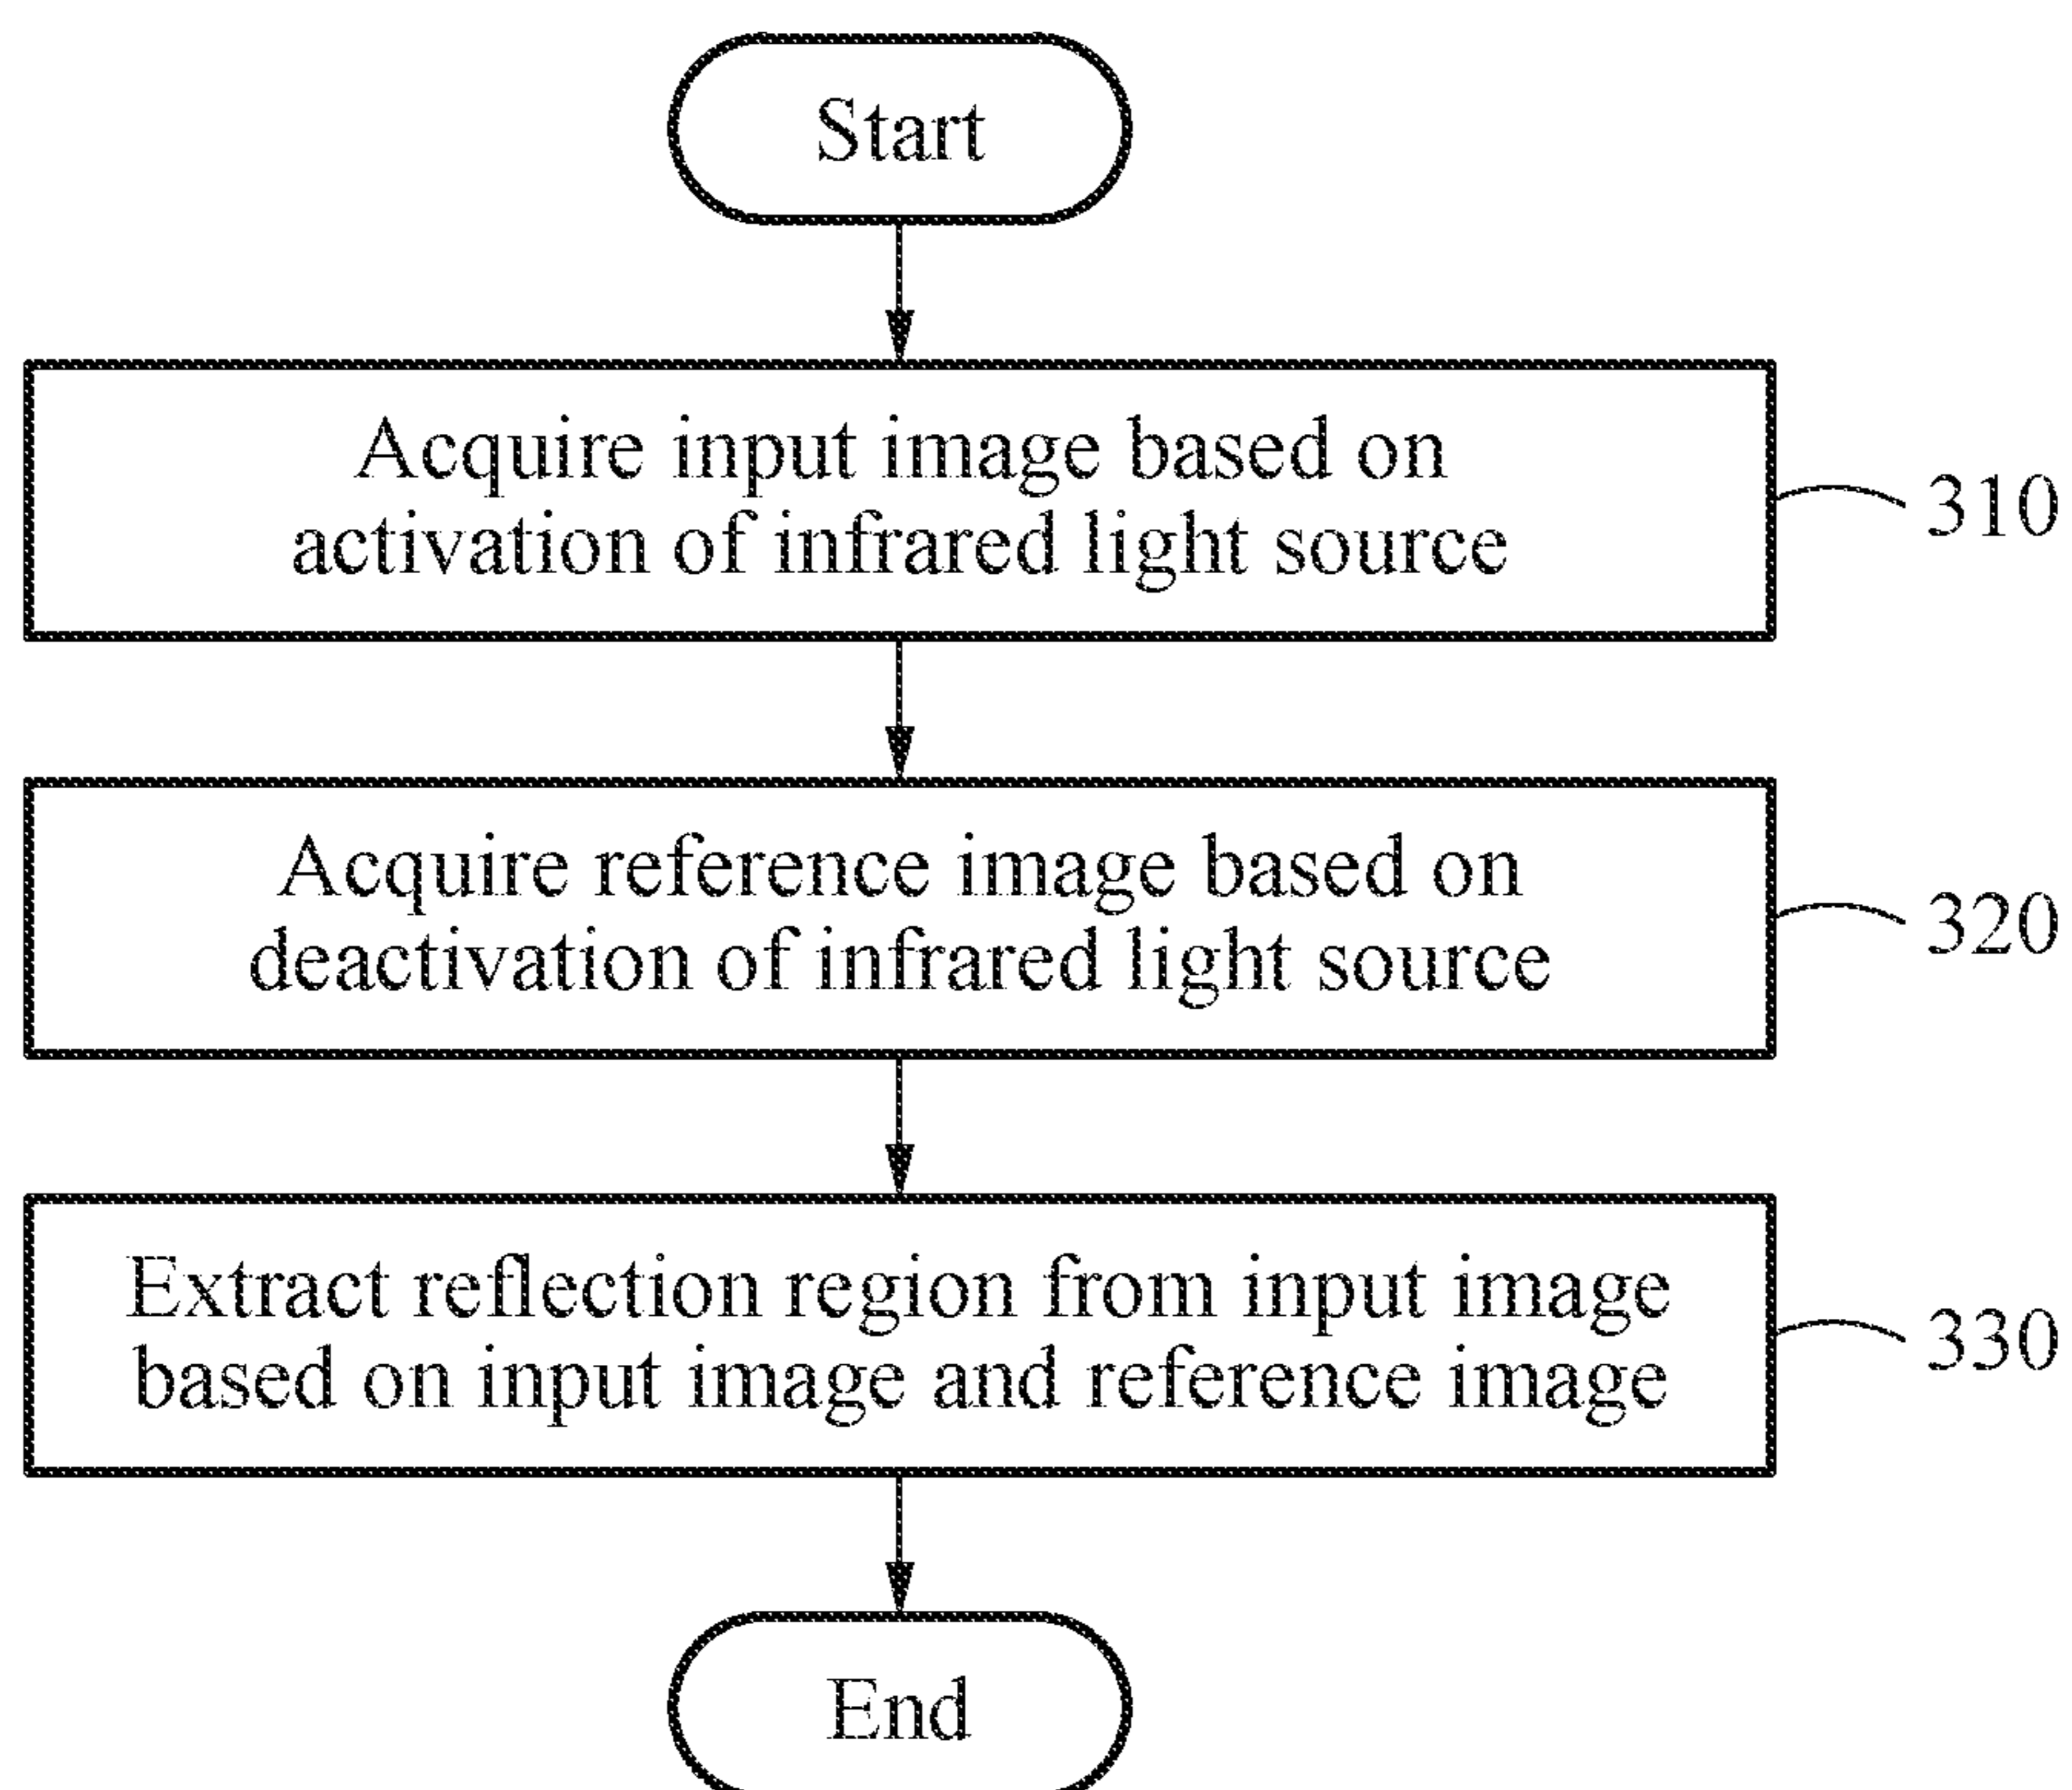 Start
Acquire input image based on
activation of infrared light source
310
Acquire reference image based on
deactivation of infrared light source
320
Extract reflection region from input image
based on input image and reference image
330
End